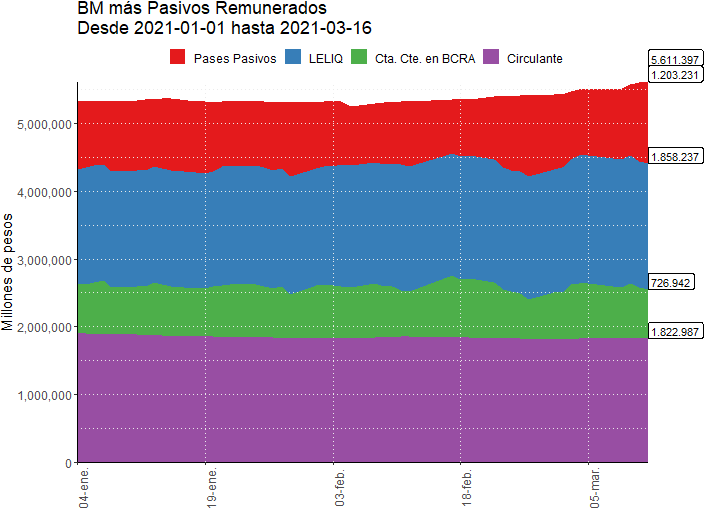 BM más Pasivos Remunerados
Desde 2021-01-01 hasta 2021-03-16
Pases Pasivos LELIQ Cta. Cte. en BCRA Circulante
5.611.397
1.203.231
1.858.237
726.942
1.822.987
Millones de pesos
5,000,000
4,000,000
3,000,000
2,000,000
1,000,000
0
04-ene.
19-ene.
03-feb.
18-feb.
05-mar.